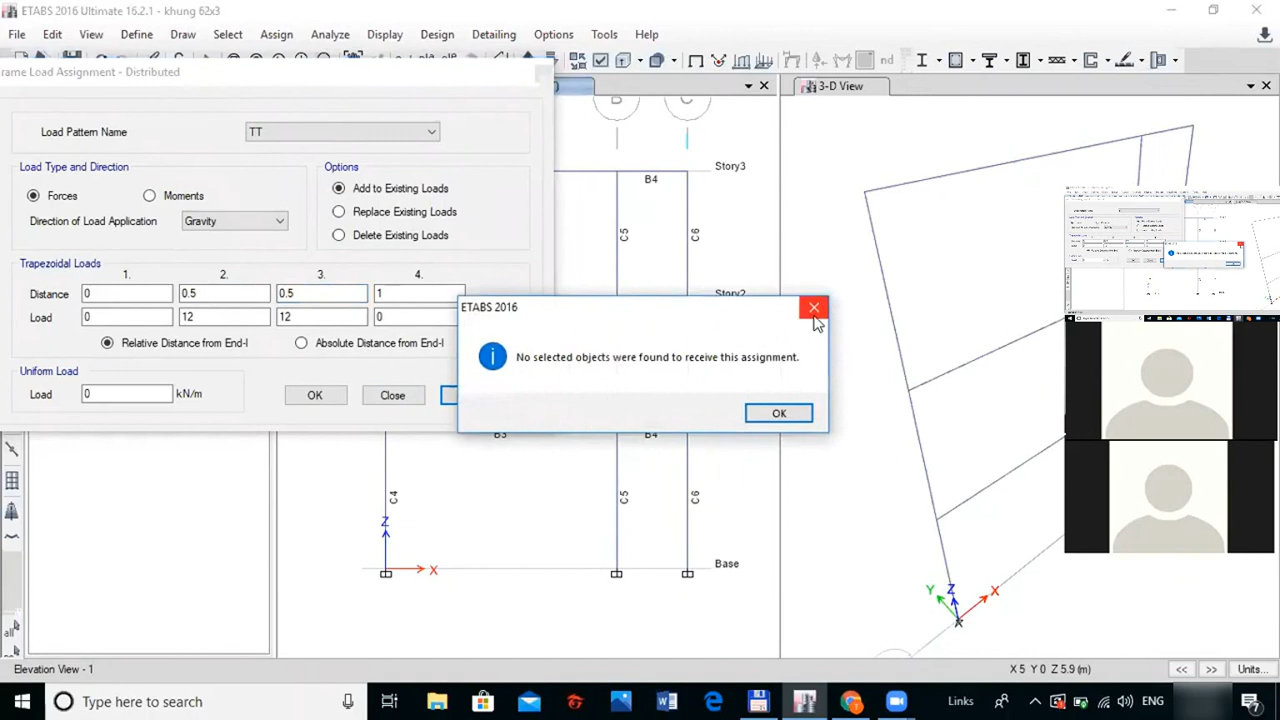 ETABS 2016 Ultimate 16.2.1 - khung 62x3
File Edit View Define Draw Select Assign Analyze Display Design Detailing Options Tools Help
nd
rame Load Assignment - Distributed
3-D View
Load Pattern Name TT
Load Type and Direction
Forces Moments
Direction of Load Application Gravity
Options
Add to Existing Loads
Replace Existing Loads
Delete Existing Loads
Trapezoidal Loads
1. 2. 3. 4.
Distance 0 0.5 0.5 1
Load 0 12 12 0
Relative Distance from End-I Absolute Distance from End-I
Uniform Load
Load 0 kN/m
OK Close
ETABS 2016
No selected objects were found to receive this assignment.
OK
C
Story3
B4
C5
C6
Story2
B3
B4
C4
C5
C6
Z
X
Base
Y
Z
X
all
Elevation View - 1
X 5 Y 0 Z 5.9 (m)
<< >> Units...
Type here to search
Links
ENG
7